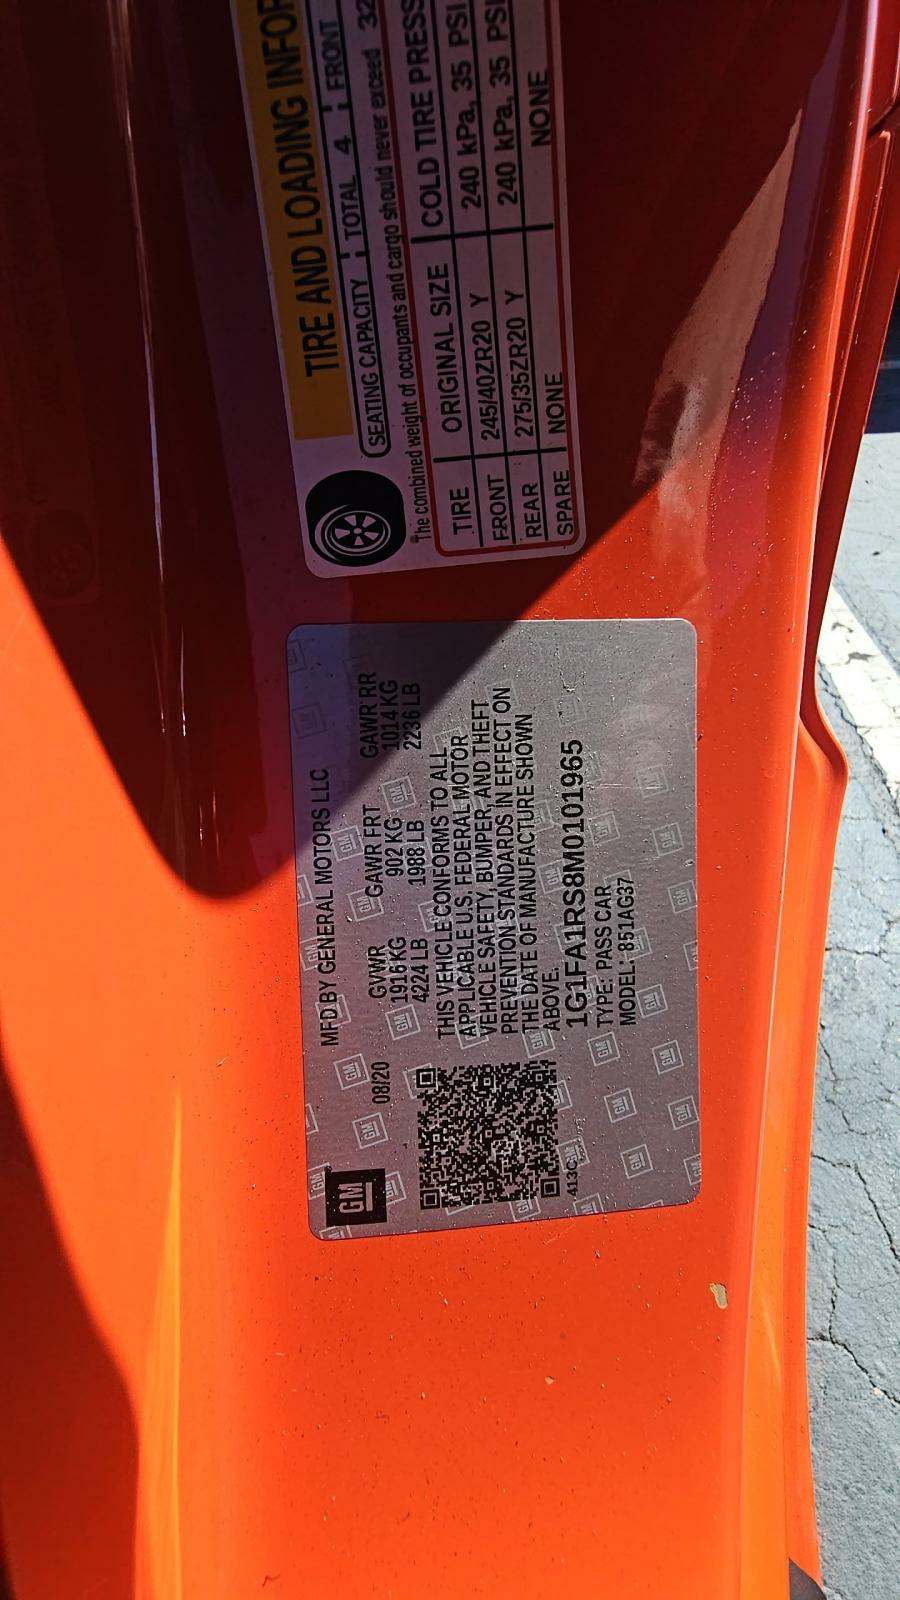 TIRE AND LOADING INFOR
SEATING CAPACITY TOTAL 4 FRONT
The combined weight of occupants and cargo should never exceed 32
TIRE ORIGINAL SIZE COLD TIRE PRESS
FRONT 245/40ZR20 Y 240 kPa, 35 PSI
REAR 275/35ZR20 Y 240 kPa, 35 PSI
SPARE NONE NONE
GM
MFD BY GENERAL MOTORS LLC
08/20 GVWR GAWR FRT GAWR RR
1916 KG 902 KG 1014 KG
4224 LB 1988 LB 2236 LB
THIS VEHICLE CONFORMS TO ALL
APPLICABLE U.S. FEDERAL MOTOR
VEHICLE SAFETY, BUMPER, AND THEFT
PREVENTION STANDARDS IN EFFECT ON
THE DATE OF MANUFACTURE SHOWN
ABOVE.
1G1FA1RS8M0101965
TYPE: PASS CAR
MODEL: 851AG37
413C